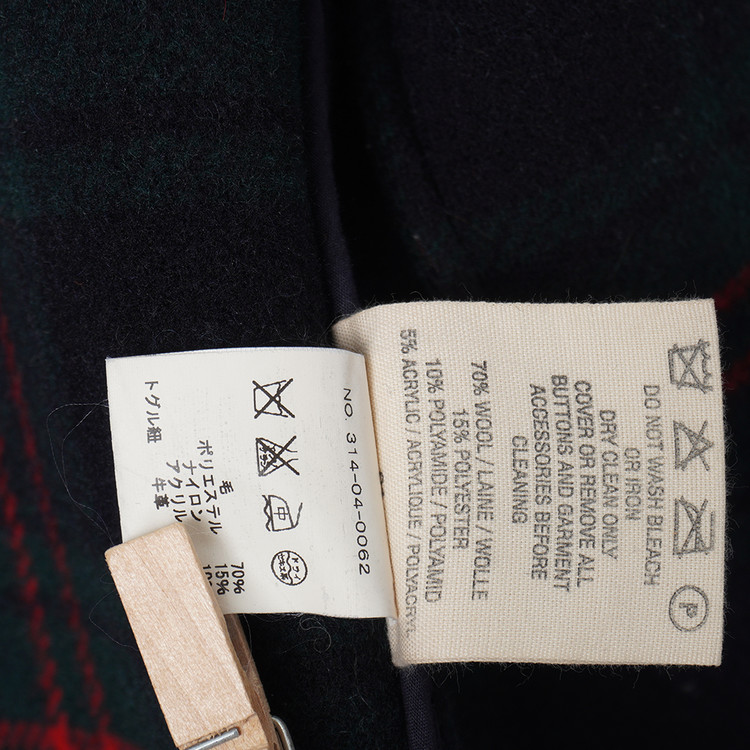 NO. 314-04-0062
ドライ
毛 70%
ポリエステル 15%
ナイロン
アクリル
トグル紐 牛革
DO NOT WASH BLEACH
OR IRON
DRY CLEAN ONLY
COVER OR REMOVE ALL
BUTTONS AND GARMENT
ACCESSORIES BEFORE
CLEANING
70% WOOL / LAINE / WOLLE
15% POLYESTER
10% POLYAMIDE / POLYAMID
5% ACRYLIC / ACRYLIQUE / POLYACRYL
P